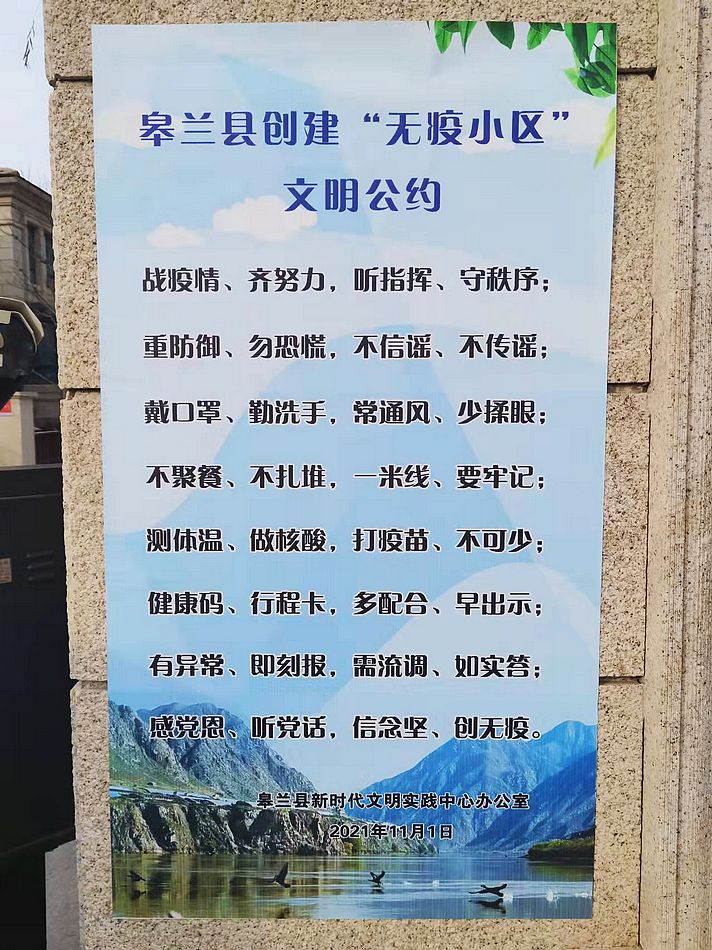 皋兰县创建“无疫小区”
文明公约
战疫情、齐努力，听指挥、守秩序；
重防御、勿恐慌，不信谣、不传谣；
戴口罩、勤洗手，常通风、少揉眼；
不聚餐、不扎堆，一米线、要牢记；
测体温、做核酸，打疫苗、不可少；
健康码、行程卡，多配合、早出示；
有异常、即刻报，需流调、如实答；
感党恩、听党话，信念坚、创无疫。
皋兰县新时代文明实践中心办公室
2021年11月1日